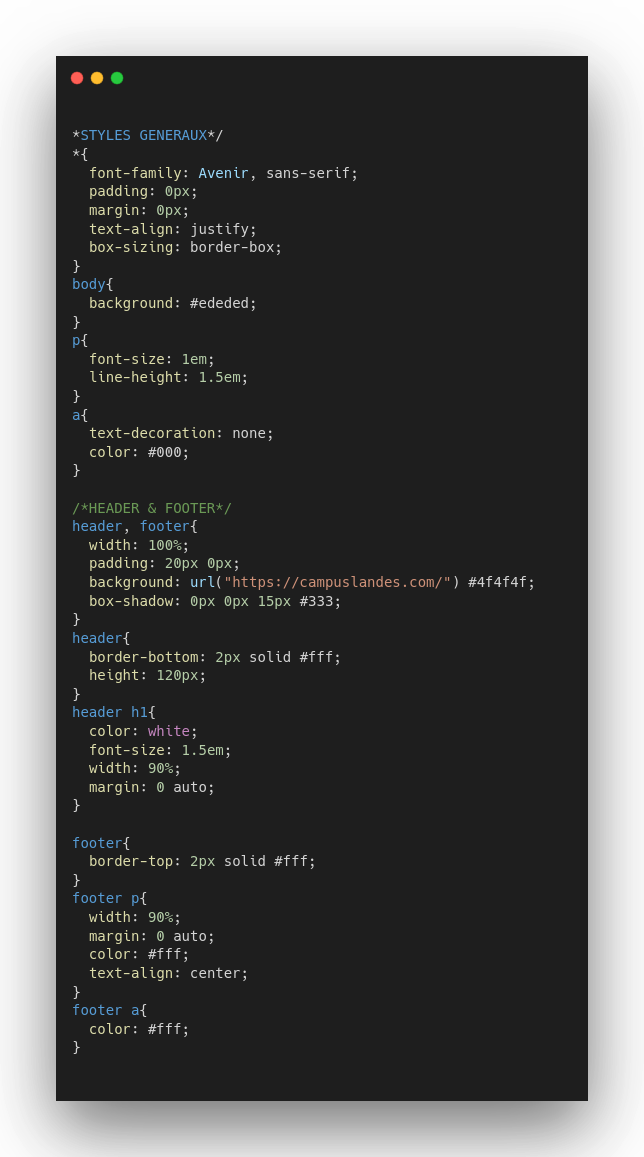 *STYLES GENERAUX*/
*{
  font-family: Avenir, sans-serif;
  padding: 0px;
  margin: 0px;
  text-align: justify;
  box-sizing: border-box;
}
body{
  background: #ededed;
}
p{
  font-size: 1em;
  line-height: 1.5em;
}
a{
  text-decoration: none;
  color: #000;
}

/*HEADER & FOOTER*/
header, footer{
  width: 100%;
  padding: 20px 0px;
  background: url("https://campuslandes.com/") #4f4f4f;
  box-shadow: 0px 0px 15px #333;
}
header{
  border-bottom: 2px solid #fff;
  height: 120px;
}
header h1{
  color: white;
  font-size: 1.5em;
  width: 90%;
  margin: 0 auto;
}

footer{
  border-top: 2px solid #fff;
}
footer p{
  width: 90%;
  margin: 0 auto;
  color: #fff;
  text-align: center;
}
footer a{
  color: #fff;
}